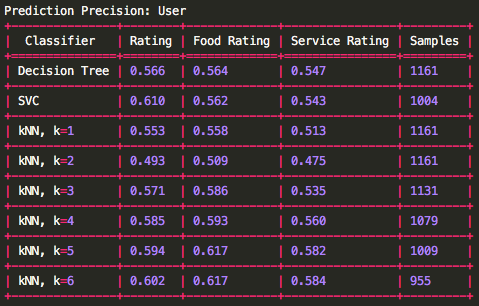 Prediction Precision: User
| Classifier | Rating | Food Rating | Service Rating | Samples |
| Decision Tree | 0.566 | 0.564 | 0.547 | 1161 |
| SVC | 0.610 | 0.562 | 0.543 | 1004 |
| kNN, k=1 | 0.553 | 0.558 | 0.513 | 1161 |
| kNN, k=2 | 0.493 | 0.509 | 0.475 | 1161 |
| kNN, k=3 | 0.571 | 0.586 | 0.535 | 1131 |
| kNN, k=4 | 0.585 | 0.593 | 0.560 | 1079 |
| kNN, k=5 | 0.594 | 0.617 | 0.582 | 1009 |
| kNN, k=6 | 0.602 | 0.617 | 0.584 | 955 |